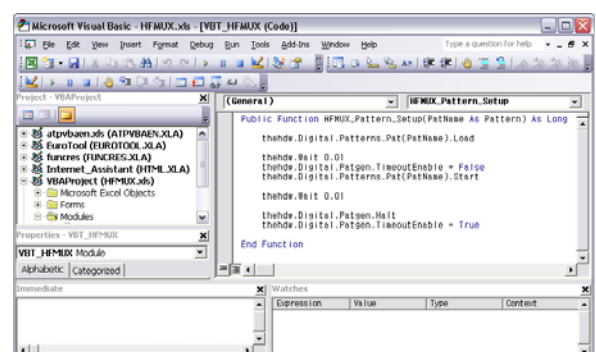 Microsoft Visual Basic - HFMUX.xls - [VBT_HFMUX (Code)]
File Edit View Insert Format Debug Run Tools Add-Ins Window Help Type a question for help
Project - VBAProject
(General) HFMUX_Pattern_Setup
atpvbaen.xls (ATPVBAEN.XLA)
EuroTool (EUROTOOL.XLA)
funcres (FUNCRES.XLA)
Internet_Assistant (HTML.XLA)
VBAProject (HFMUX.xls)
Microsoft Excel Objects
Forms
Modules
Public Function HFMUX_Pattern_Setup(PatName As Pattern) As Long
thehdw.Digital.Patterns.Pat(PatName).Load
thehdw.Wait 0.01
thehdw.Digital.Patgen.TimeoutEnable = False
thehdw.Digital.Patterns.Pat(PatName).Start
thehdw.Wait 0.01
thehdw.Digital.Patgen.Halt
thehdw.Digital.Patgen.TimeoutEnable = True
End Function
Properties - VBT_HFMUX
VBT_HFMUX Module
Alphabetic Categorized
Immediate
Watches
Expression Value Type Context